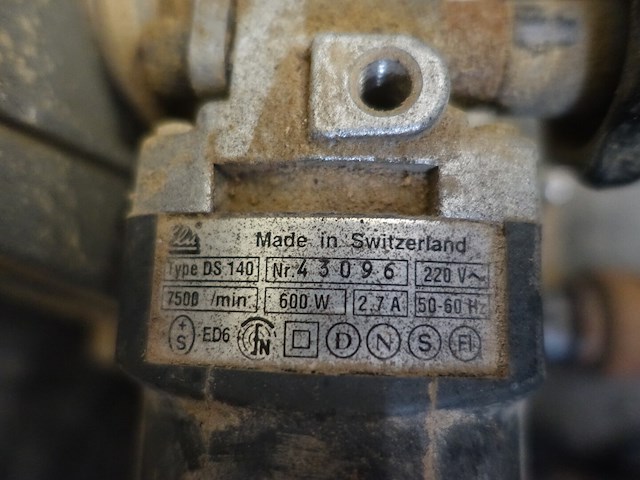 Made in Switzerland
Type DS 140 Nr. 43096 220 V~
7500 /min. 600 W 2.7 A 50-60 Hz
+S ED6 SN D N S FI